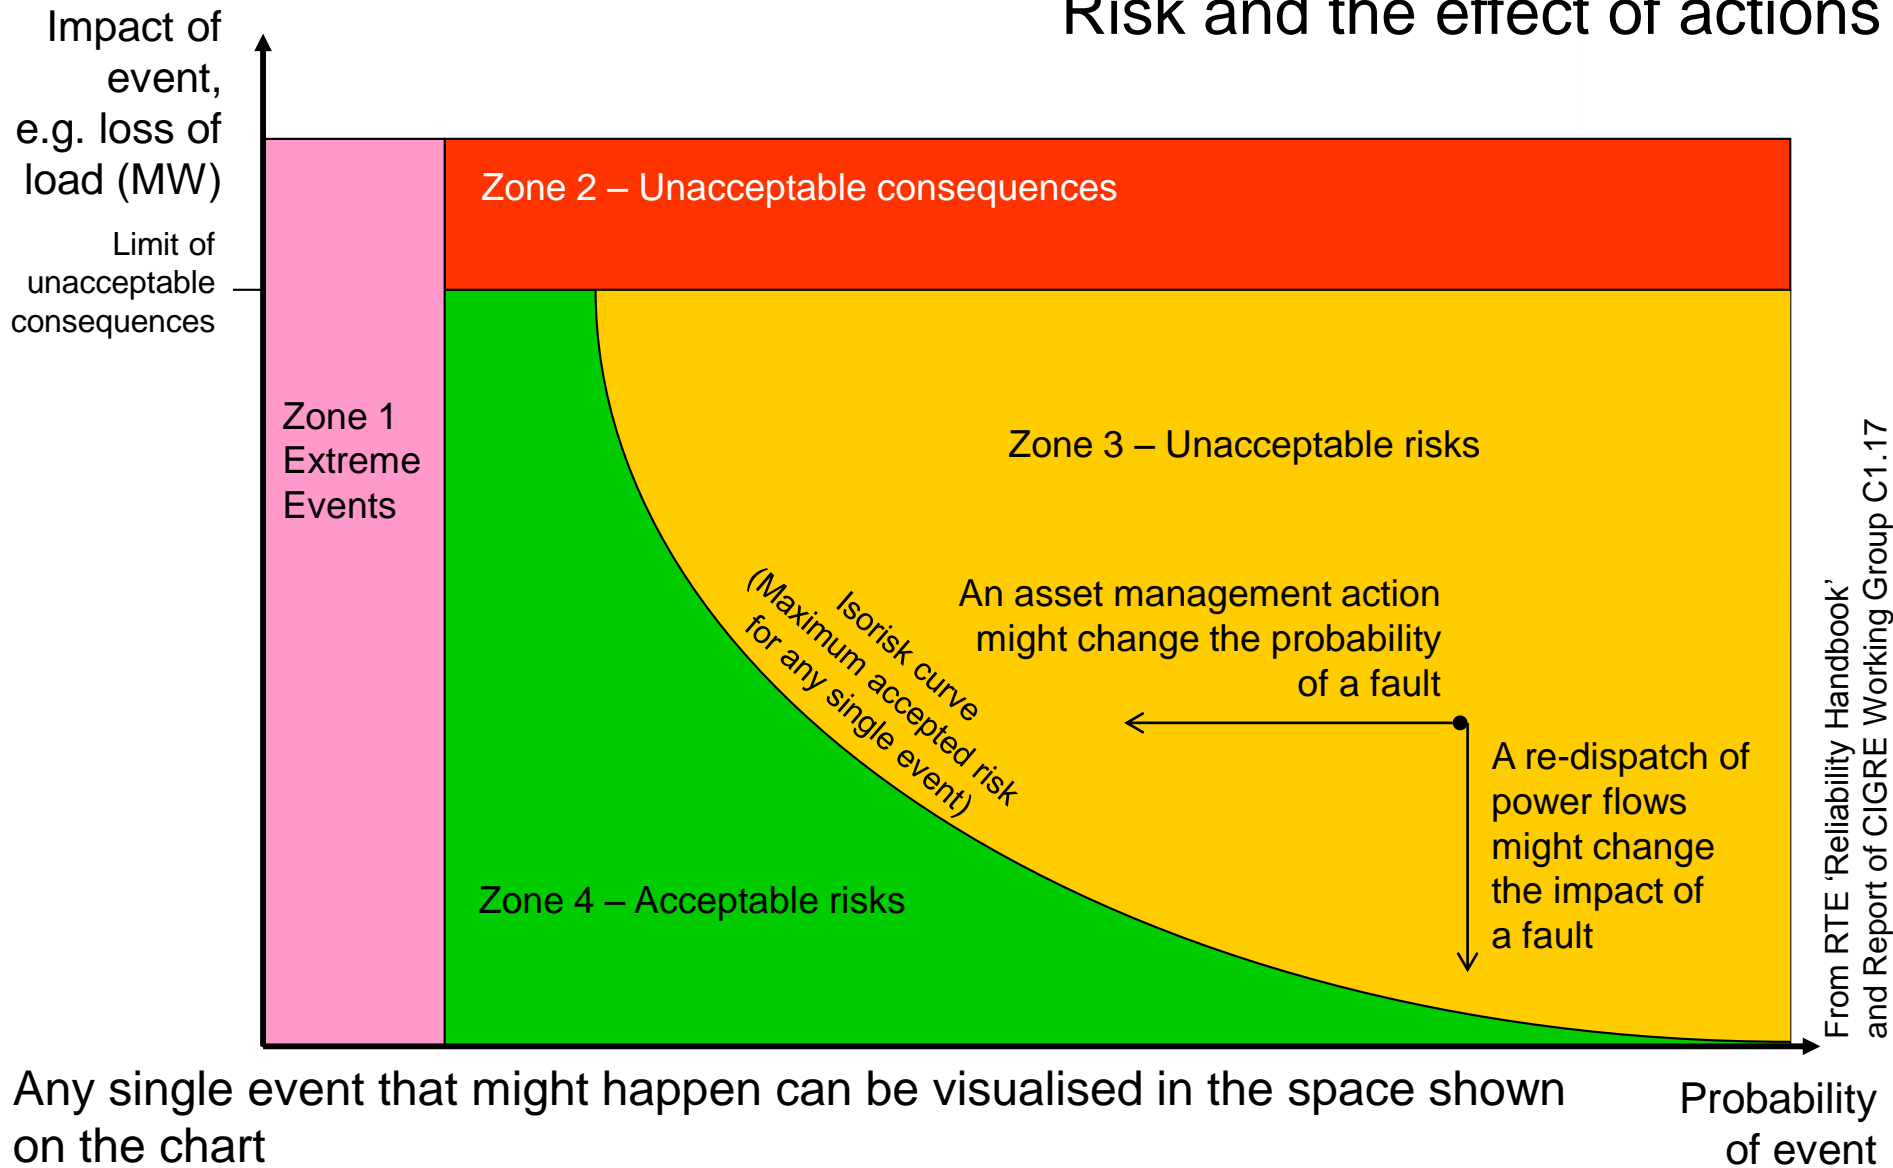 Risk and the effect of actions
Impact of
event,
e.g. loss of
load (MW)
Limit of
unacceptable
consequences
Zone 2 – Unacceptable consequences
Zone 1
Extreme
Events
Zone 3 – Unacceptable risks
An asset management action
might change the probability
of a fault
Isorisk curve
(Maximum accepted risk
for any single event)
A re-dispatch of
power flows
might change
the impact of
a fault
Zone 4 – Acceptable risks
From RTE ‘Reliability Handbook’
and Report of CIGRE Working Group C1.17
Any single event that might happen can be visualised in the space shown
on the chart
Probability
of event